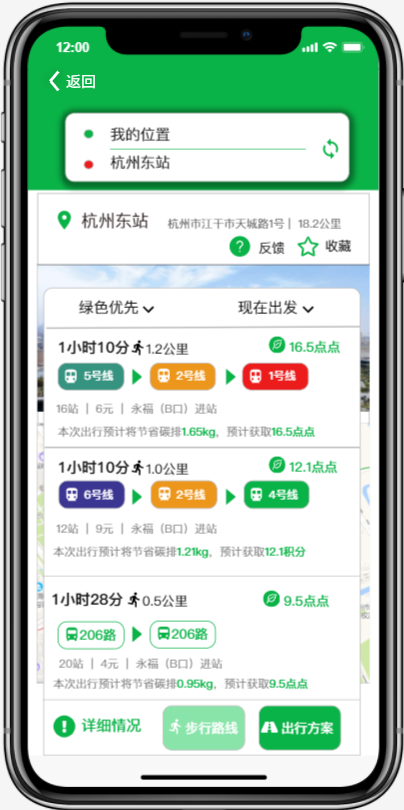 12:00
返回
我的位置
杭州东站
杭州东站 杭州市江干市天城路1号 | 18.2公里
? 反馈 收藏
绿色优先 现在出发
1小时10分 1.2公里 16.5点点
5号线 2号线 1号线
16站 | 6元 | 永福（B口）进站
本次出行预计将节省碳排1.65kg，预计获取16.5点点
1小时10分 1.0公里 12.1点点
6号线 2号线 4号线
12站 | 9元 | 永福（B口）进站
本次出行预计将节省碳排1.21kg，预计获取12.1积分
1小时28分 0.5公里 9.5点点
206路 206路
20站 | 4元 | 永福（B口）进站
本次出行预计将节省碳排0.95kg，预计获取9.5点点
详细情况 步行路线 出行方案